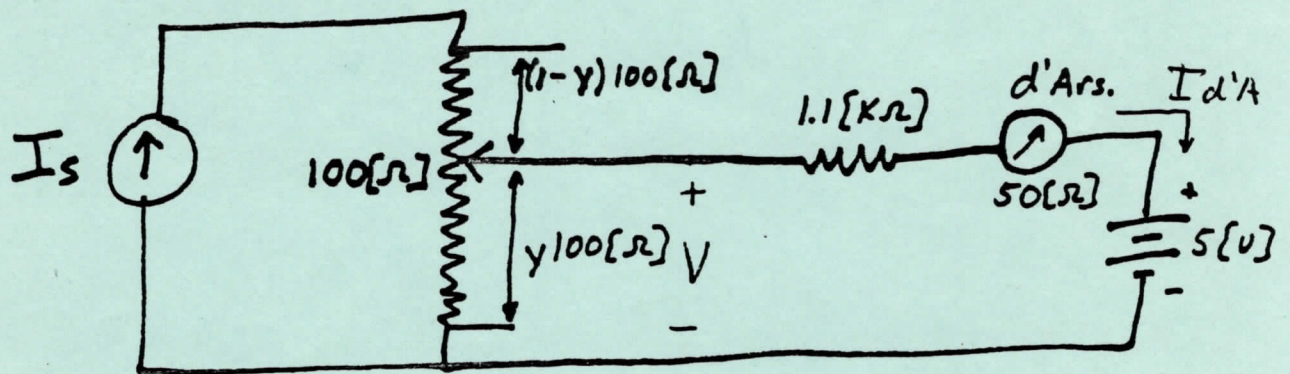 Is
100[Ω]
(1-y)100[Ω]
y100[Ω]
+
V
-
1.1[KΩ]
d'Ars.
50[Ω]
Id'A
+
5[V]
-